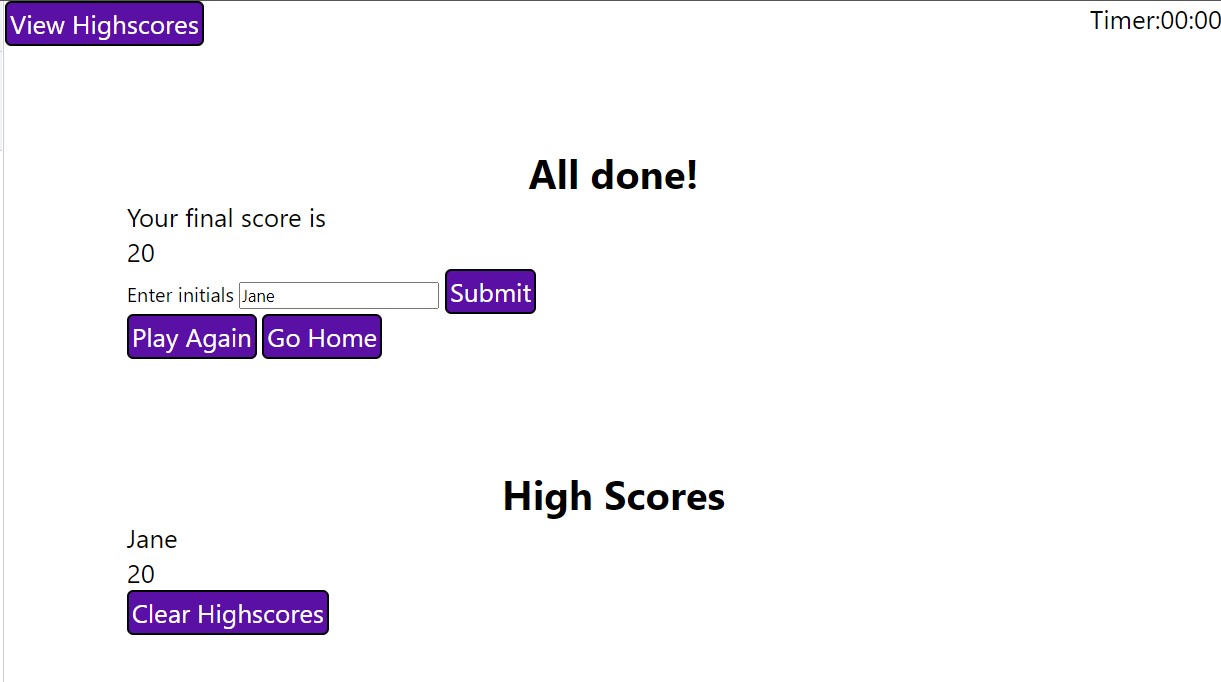 View Highscores
Timer:00:00
All done!
Your final score is
20
Enter initials Jane Submit
Play Again Go Home
High Scores
Jane
20
Clear Highscores